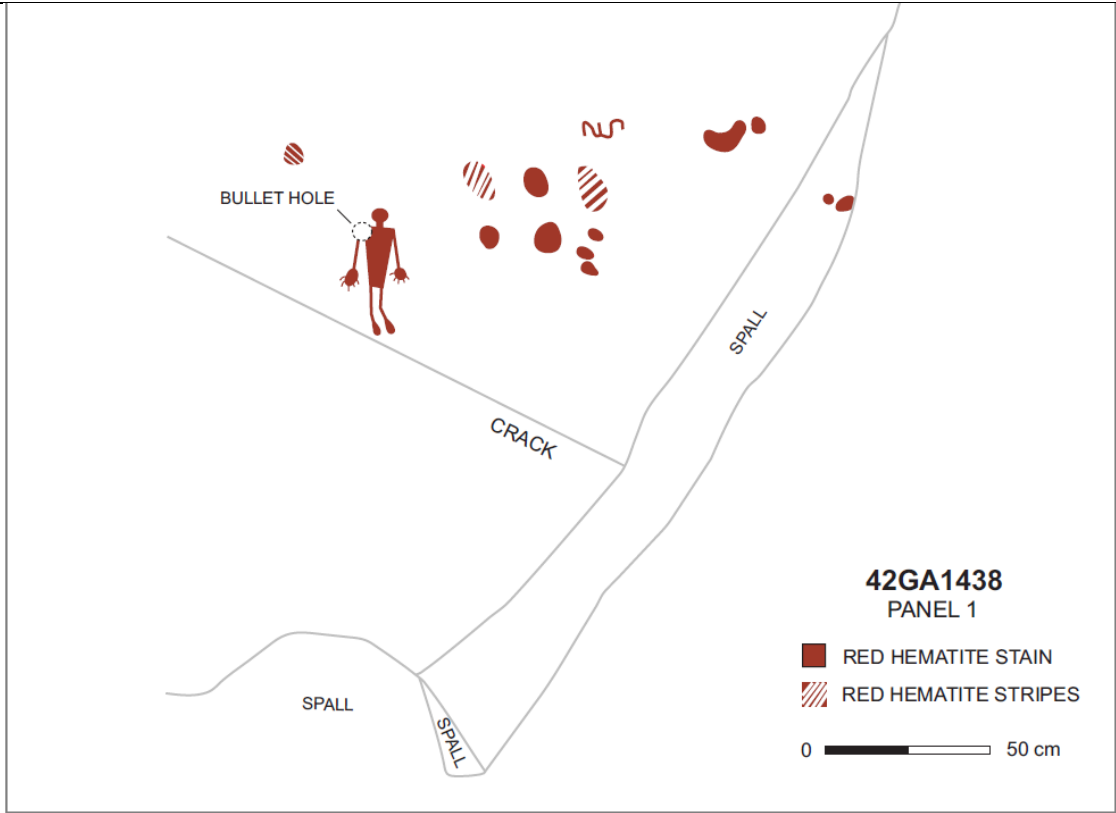 BULLET HOLE
SPALL
CRACK
SPALL
SPALL
42GA1438
PANEL 1
RED HEMATITE STAIN
RED HEMATITE STRIPES
0 50 cm